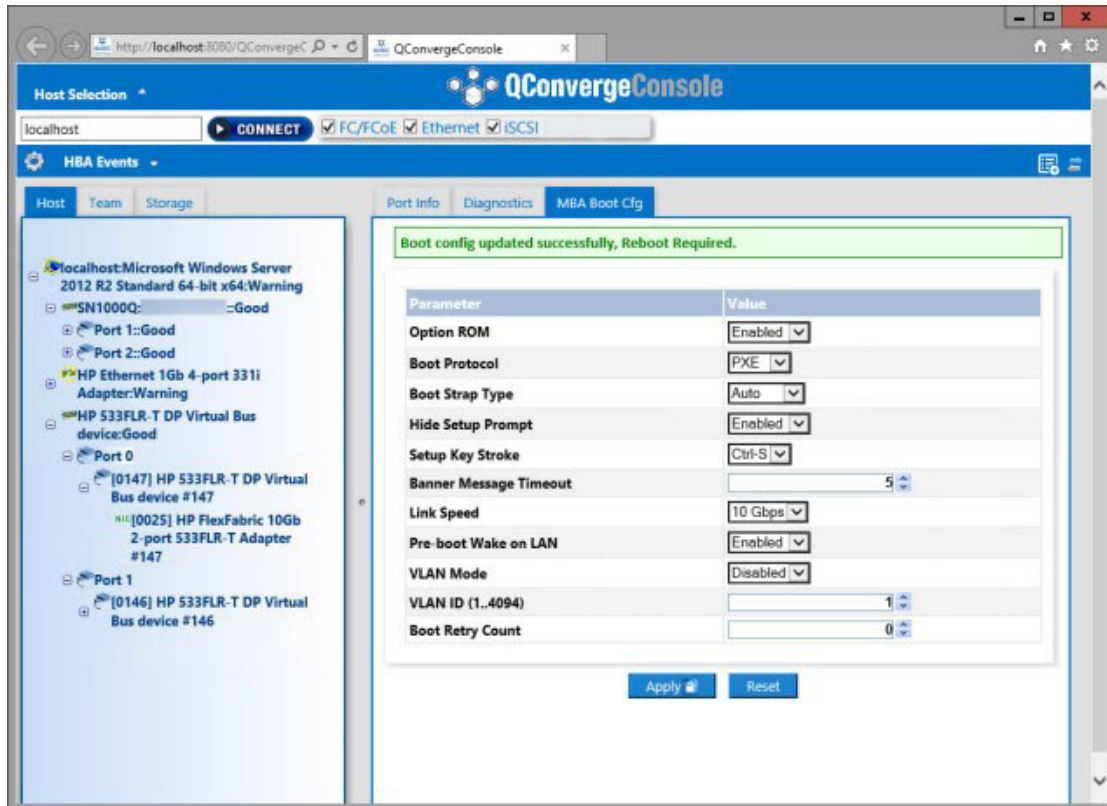 http://localhost:8080/QConvergeC
QConvergeConsole
Host Selection
QConvergeConsole
localhost
CONNECT
FC/FCoE
Ethernet
iSCSI
HBA Events
Host
Team
Storage
localhost:Microsoft Windows Server
2012 R2 Standard 64-bit x64:Warning
SN1000Q: ::Good
Port 1::Good
Port 2::Good
HP Ethernet 1Gb 4-port 331i
Adapter:Warning
HP 533FLR-T DP Virtual Bus
device:Good
Port 0
[0147] HP 533FLR-T DP Virtual
Bus device #147
NIC [0025] HP FlexFabric 10Gb
2-port 533FLR-T Adapter
#147
Port 1
[0146] HP 533FLR-T DP Virtual
Bus device #146
Port Info
Diagnostics
MBA Boot Cfg
Boot config updated successfully, Reboot Required.
Parameter Value
Option ROM Enabled
Boot Protocol PXE
Boot Strap Type Auto
Hide Setup Prompt Enabled
Setup Key Stroke Ctrl-S
Banner Message Timeout 5
Link Speed 10 Gbps
Pre-boot Wake on LAN Enabled
VLAN Mode Disabled
VLAN ID (1..4094) 1
Boot Retry Count 0
Apply
Reset